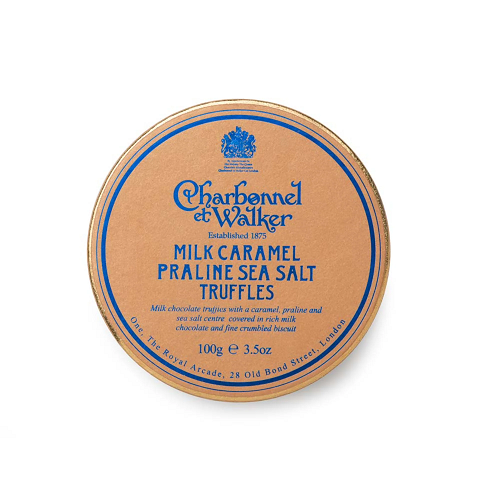 Charbonnel
et Walker
Established 1875
MILK CARAMEL
PRALINE SEA SALT
TRUFFLES
Milk chocolate truffles with a caramel, praline and
sea salt centre covered in rich milk
chocolate and fine crumbled biscuit
100g ℮ 3.5oz
One, The Royal Arcade, 28 Old Bond Street, London